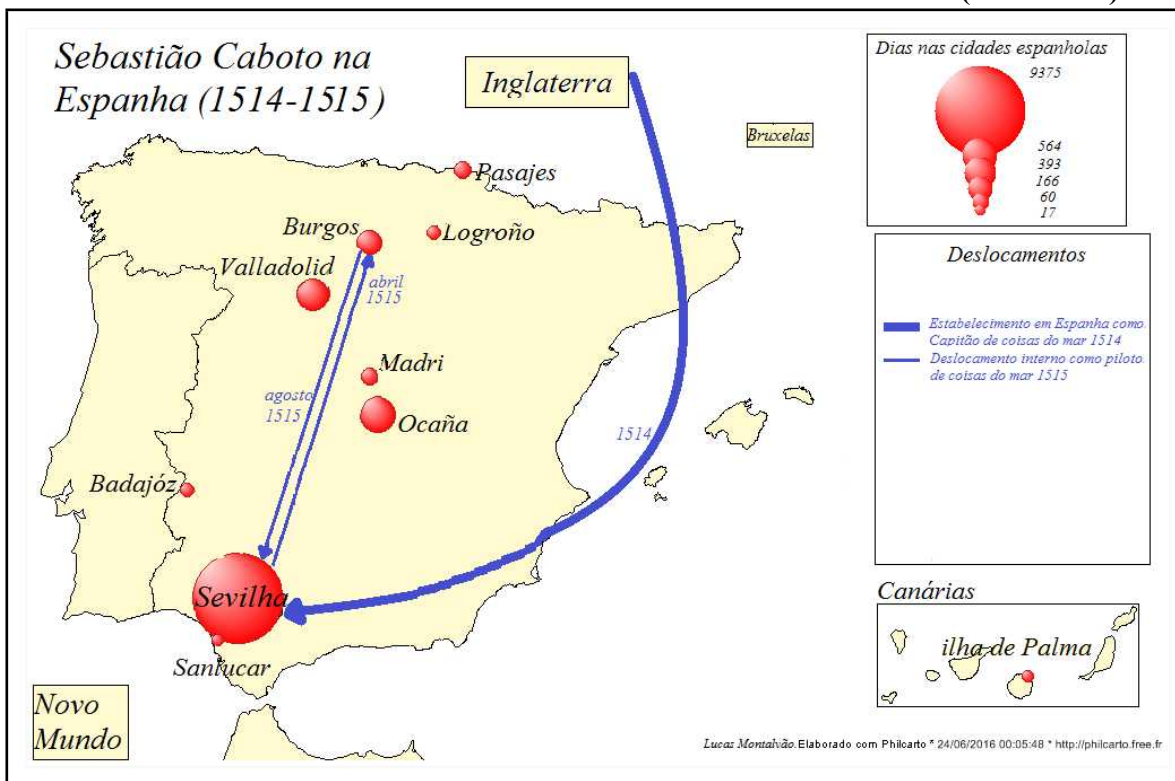 Sebastião Caboto na
Espanha (1514-1515)
Inglaterra
Bruxelas
Dias nas cidades espanholas
9375
564
393
166
60
17
Pasajes
Burgos
Logroño
Valladolid
abril
1515
Madri
agosto
1515
Ocaña
1514
Badajóz
Sevilha
Sanlucar
Novo
Mundo
Deslocamentos
Estabelecimento em Espanha como
Capitão de coisas do mar 1514
Deslocamento interno como piloto
de coisas do mar 1515
Canárias
ilha de Palma
Lucas Montalvão. Elaborado com Philcarto * 24/06/2016 00:05:48 * http://philcarto.free.fr